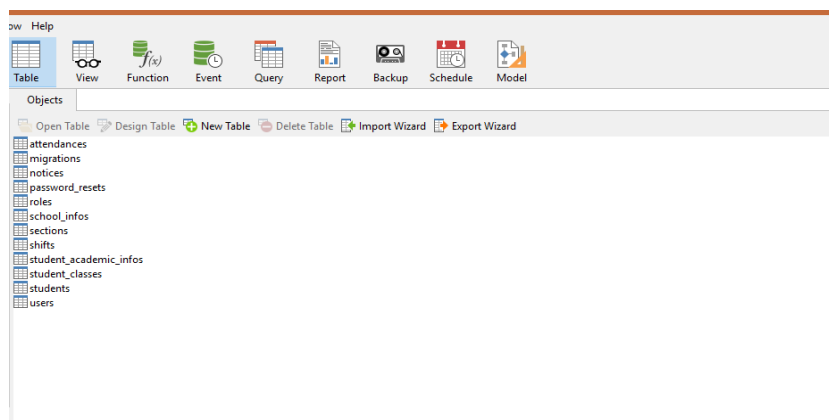 ow Help
Table View f(x) Function Event Query Report Backup Schedule Model
Objects
Open Table Design Table New Table Delete Table Import Wizard Export Wizard
attendances
migrations
notices
password_resets
roles
school_infos
sections
shifts
student_academic_infos
student_classes
students
users